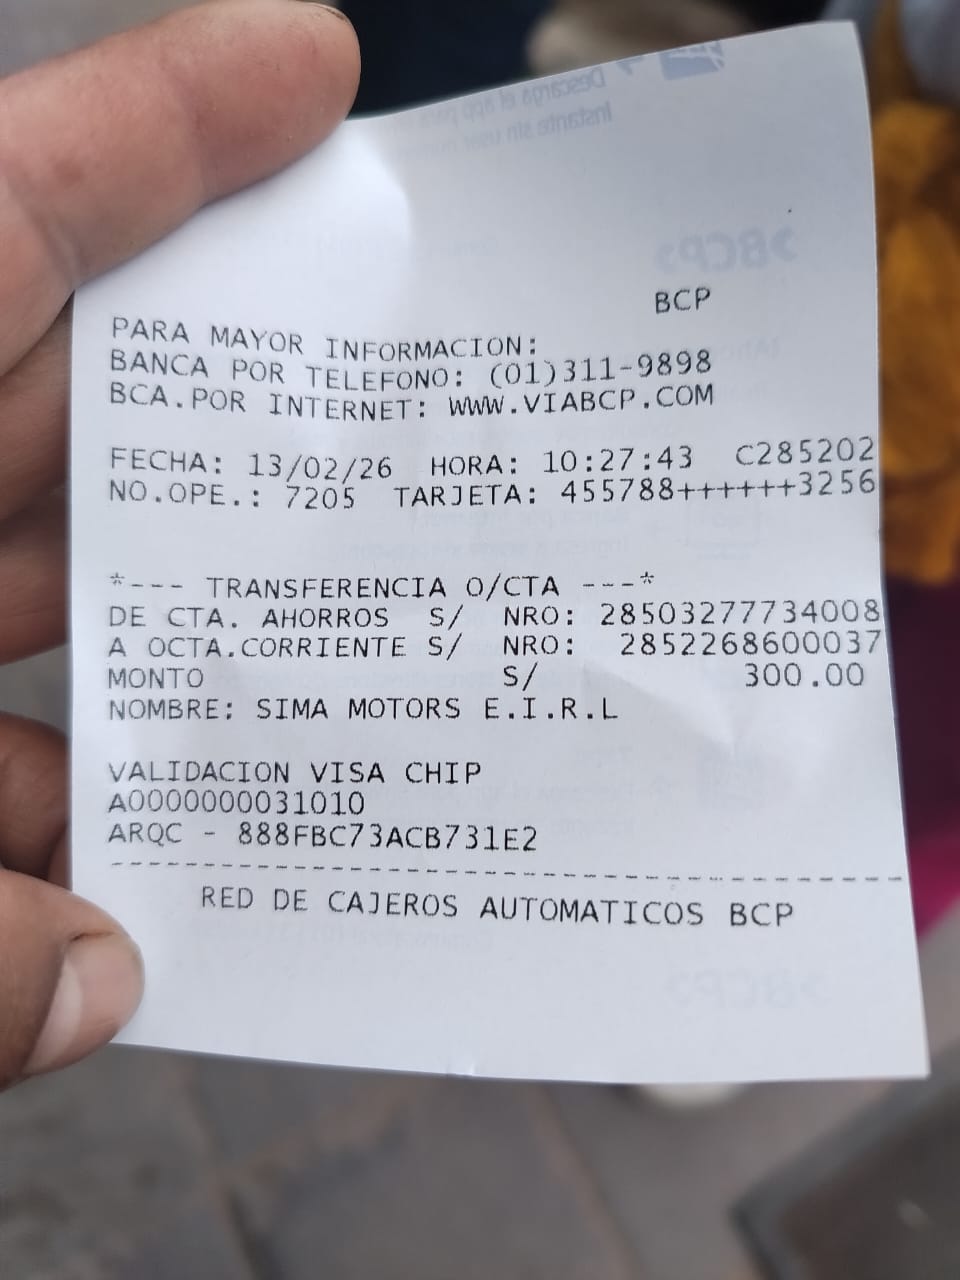 BCP
PARA MAYOR INFORMACION:
BANCA POR TELEFONO: (01)311-9898
BCA.POR INTERNET: WWW.VIABCP.COM
FECHA: 13/02/26 HORA: 10:27:43 C285202
NO.OPE.: 7205 TARJETA: 455788++++++3256
*--- TRANSFERENCIA O/CTA ---*
DE CTA. AHORROS S/ NRO: 28503277734008
A OCTA.CORRIENTE S/ NRO: 2852268600037
MONTO S/ 300.00
NOMBRE: SIMA MOTORS E.I.R.L
VALIDACION VISA CHIP
A0000000031010
ARQC - 888FBC73ACB731E2
RED DE CAJEROS AUTOMATICOS BCP